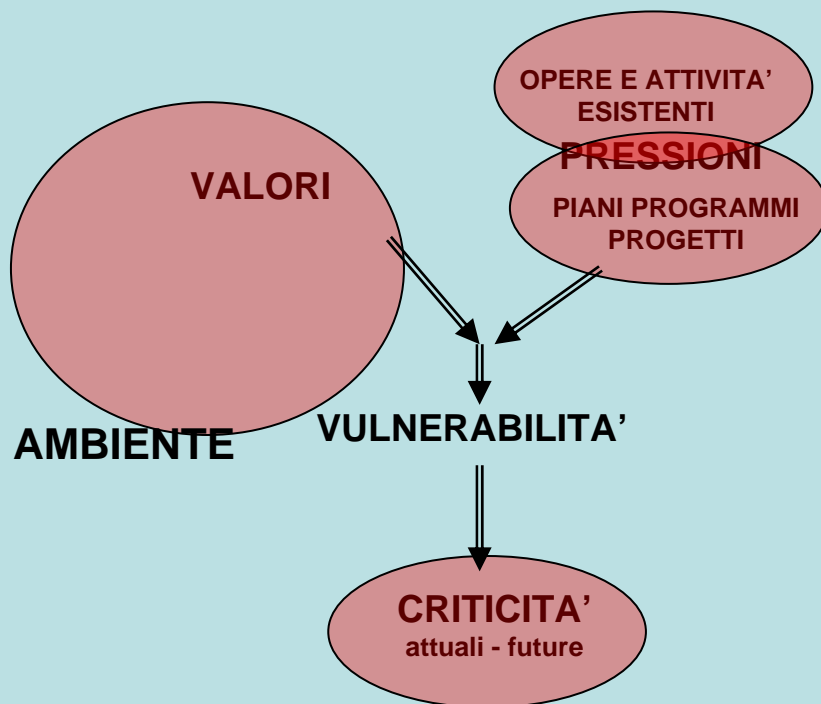 OPERE E ATTIVITA’
ESISTENTI
PRESSIONI
PIANI PROGRAMMI
PROGETTI
VALORI
AMBIENTE
VULNERABILITA’
CRITICITA’
attuali - future